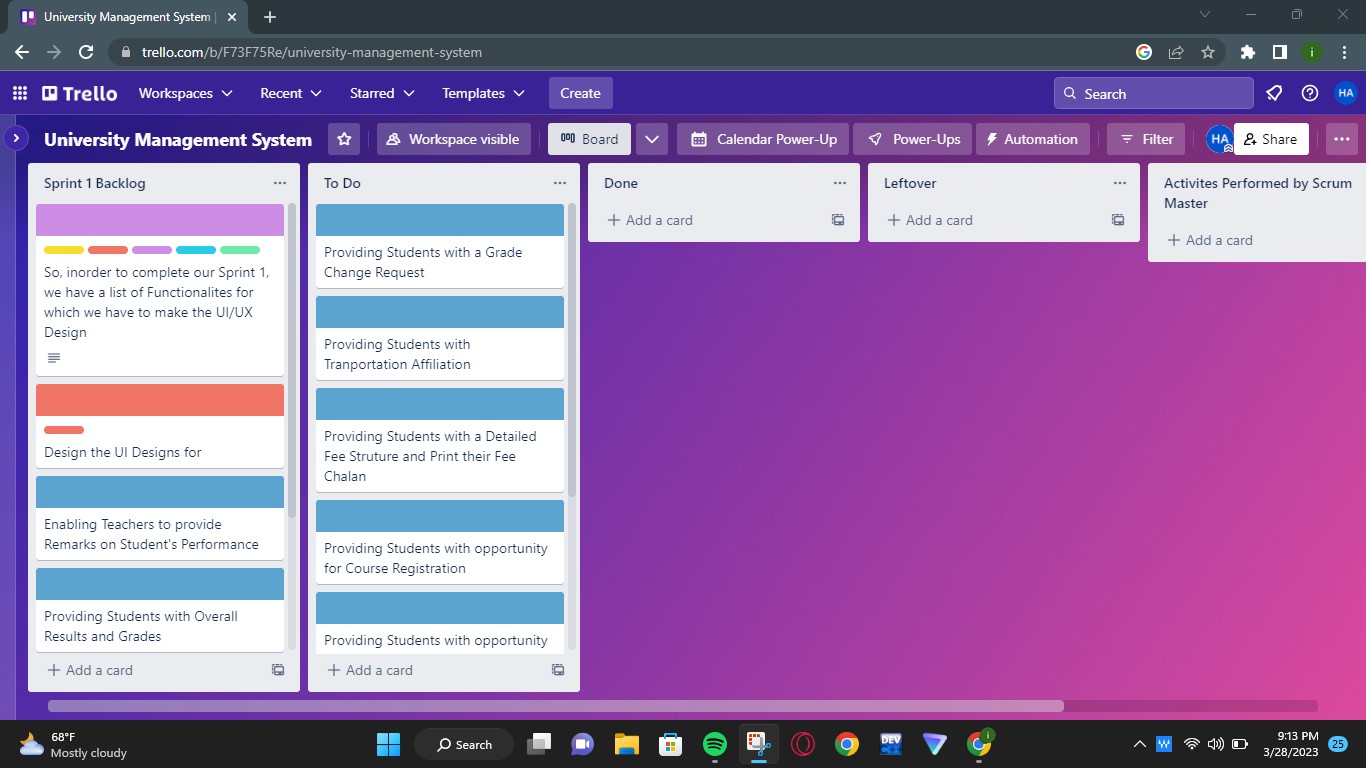 University Management System |
trello.com/b/F73F75Re/university-management-system
i
Trello
Workspaces
Recent
Starred
Templates
Create
Search
HA
University Management System
Workspace visible
Board
Calendar Power-Up
Power-Ups
Automation
Filter
HA
Share
Sprint 1 Backlog
So, inorder to complete our Sprint 1,
we have a list of Functionalites for
which we have to make the UI/UX
Design
Design the UI Designs for
Enabling Teachers to provide
Remarks on Student's Performance
Providing Students with Overall
Results and Grades
+ Add a card
To Do
Providing Students with a Grade
Change Request
Providing Students with
Tranportation Affiliation
Providing Students with a Detailed
Fee Struture and Print their Fee
Chalan
Providing Students with opportunity
for Course Registration
Providing Students with opportunity
+ Add a card
Done
+ Add a card
Leftover
+ Add a card
Activites Performed by Scrum
Master
+ Add a card
68°F
Mostly cloudy
Search
DEV
i
W
9:13 PM
3/28/2023
25